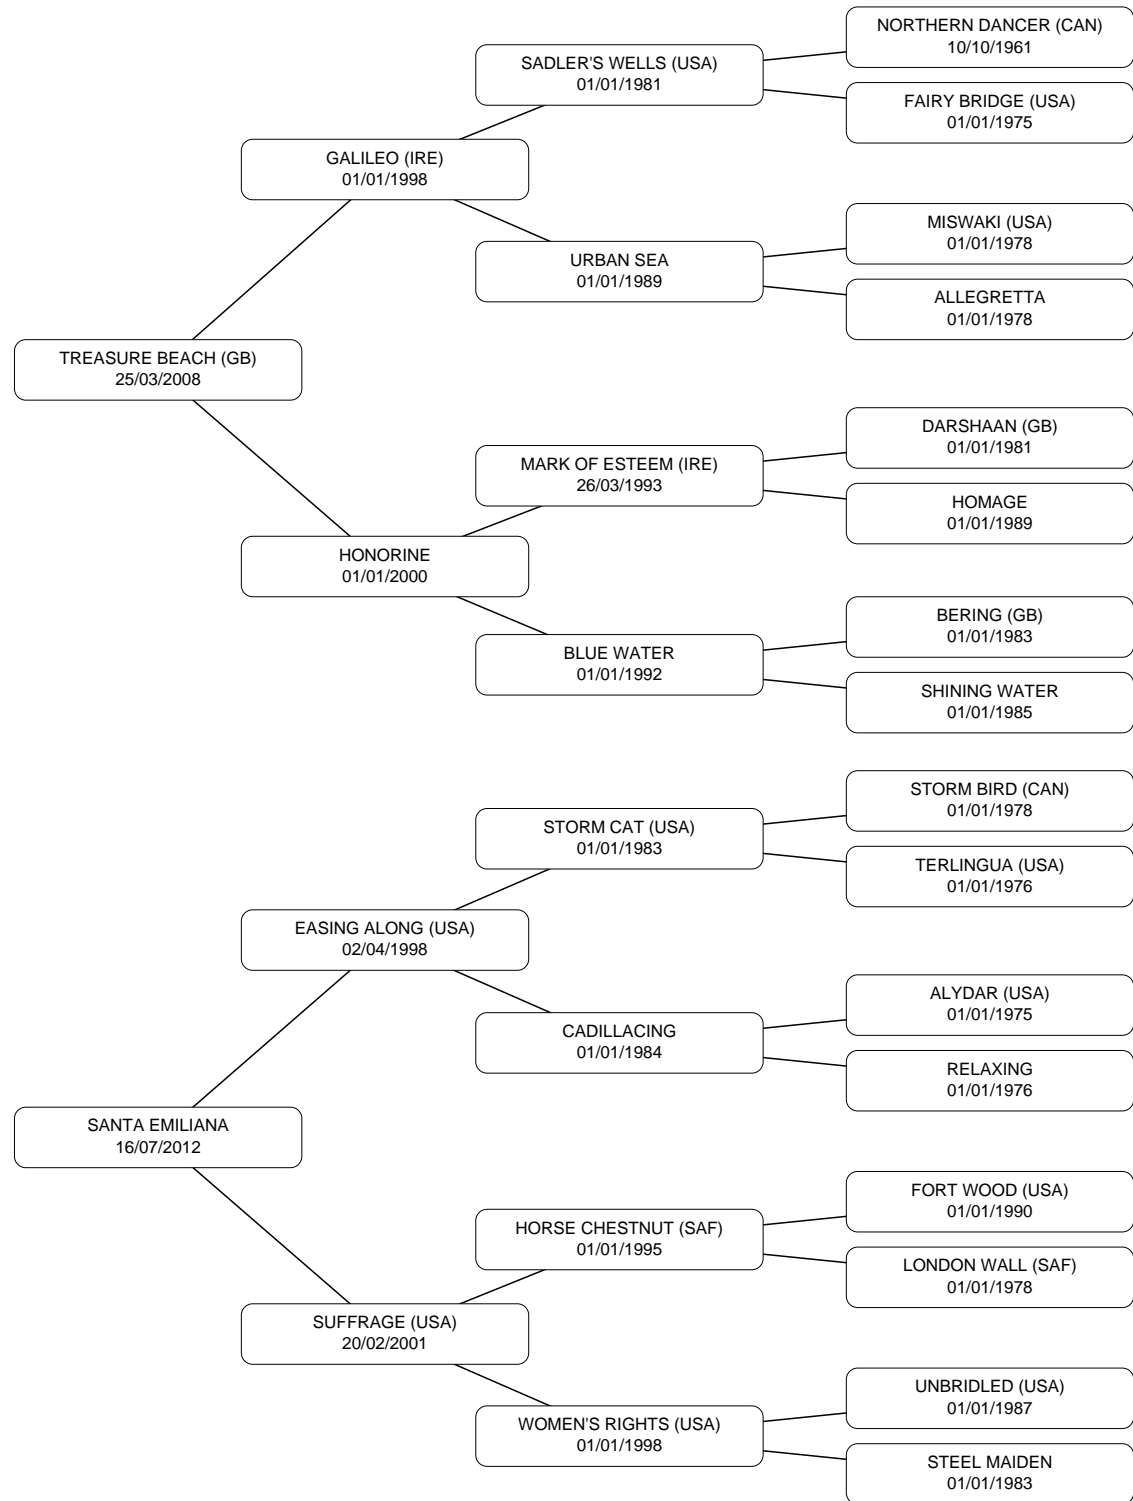 NORTHERN DANCER (CAN)
10/10/1961
SADLER'S WELLS (USA)
01/01/1981
FAIRY BRIDGE (USA)
01/01/1975
GALILEO (IRE)
01/01/1998
MISWAKI (USA)
01/01/1978
URBAN SEA
01/01/1989
ALLEGRETTA
01/01/1978
TREASURE BEACH (GB)
25/03/2008
DARSHAAN (GB)
01/01/1981
MARK OF ESTEEM (IRE)
26/03/1993
HOMAGE
01/01/1989
HONORINE
01/01/2000
BERING (GB)
01/01/1983
BLUE WATER
01/01/1992
SHINING WATER
01/01/1985
STORM BIRD (CAN)
01/01/1978
STORM CAT (USA)
01/01/1983
TERLINGUA (USA)
01/01/1976
EASING ALONG (USA)
02/04/1998
ALYDAR (USA)
01/01/1975
CADILLACING
01/01/1984
RELAXING
01/01/1976
SANTA EMILIANA
16/07/2012
FORT WOOD (USA)
01/01/1990
HORSE CHESTNUT (SAF)
01/01/1995
LONDON WALL (SAF)
01/01/1978
SUFFRAGE (USA)
20/02/2001
UNBRIDLED (USA)
01/01/1987
WOMEN'S RIGHTS (USA)
01/01/1998
STEEL MAIDEN
01/01/1983